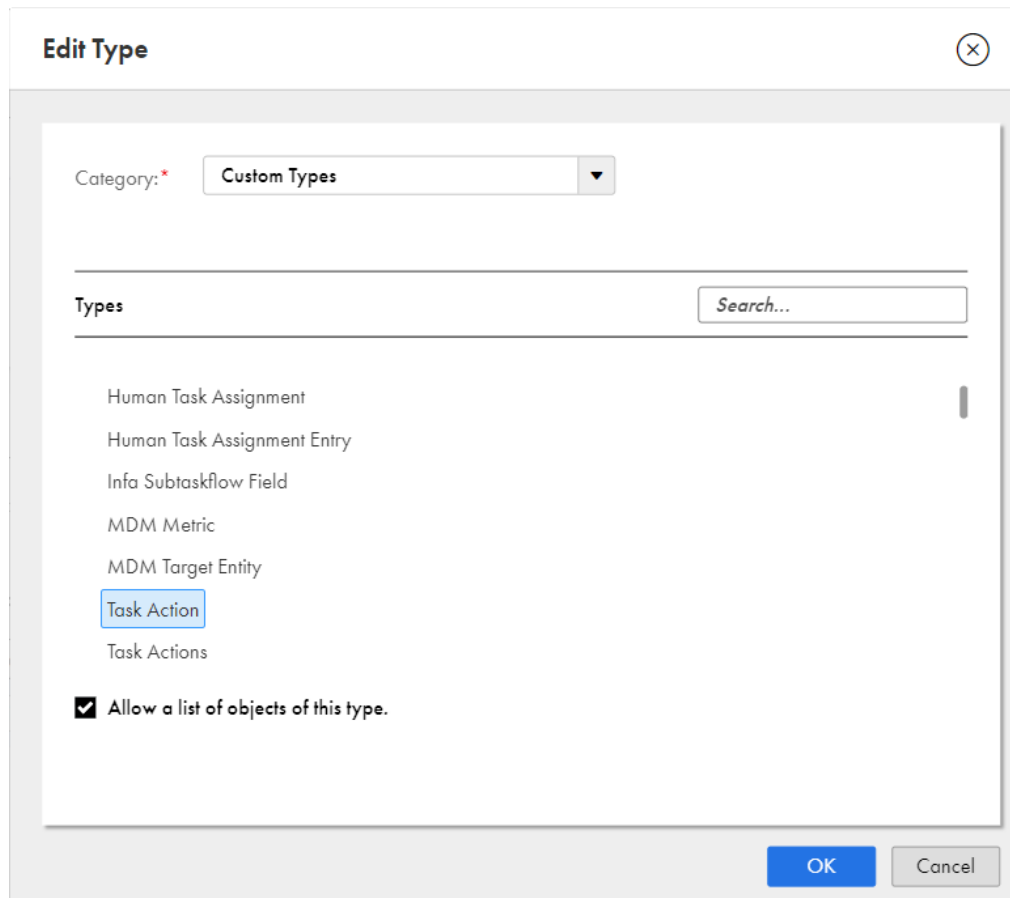 Edit Type
Category:* Custom Types
Types Search...
Human Task Assignment
Human Task Assignment Entry
Infa Subtaskflow Field
MDM Metric
MDM Target Entity
Task Action
Task Actions
Allow a list of objects of this type.
OK Cancel